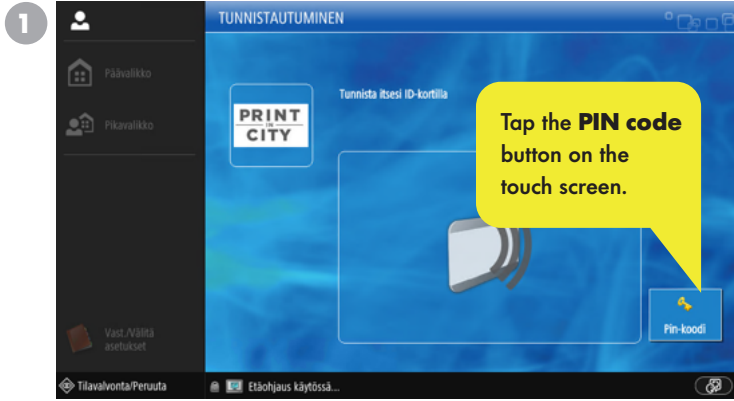 1
TUNNISTAUTUMINEN
Päävalikko
Pikavalikko
PRINT
IN
CITY
Tunnista itsesi ID-kortilla
Tap the PIN code
button on the
touch screen.
Pin-koodi
Vast./Välitä
asetukset
Tilavalvonta/Peruuta
Etäohjaus käytössä...